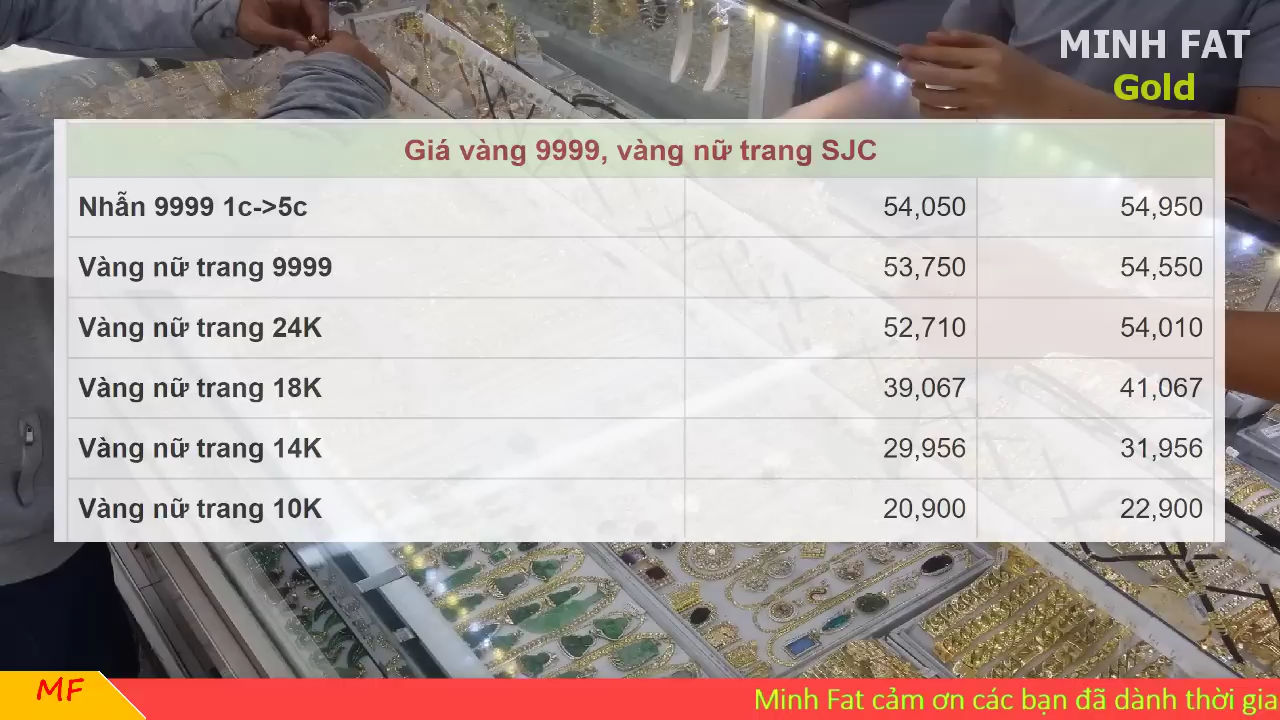 MINH FAT
Gold
Giá vàng 9999, vàng nữ trang SJC
Nhẫn 9999 1c->5c 54,050 54,950
Vàng nữ trang 9999 53,750 54,550
Vàng nữ trang 24K 52,710 54,010
Vàng nữ trang 18K 39,067 41,067
Vàng nữ trang 14K 29,956 31,956
Vàng nữ trang 10K 20,900 22,900
MF
Minh Fat cảm ơn các bạn đã dành thời gia